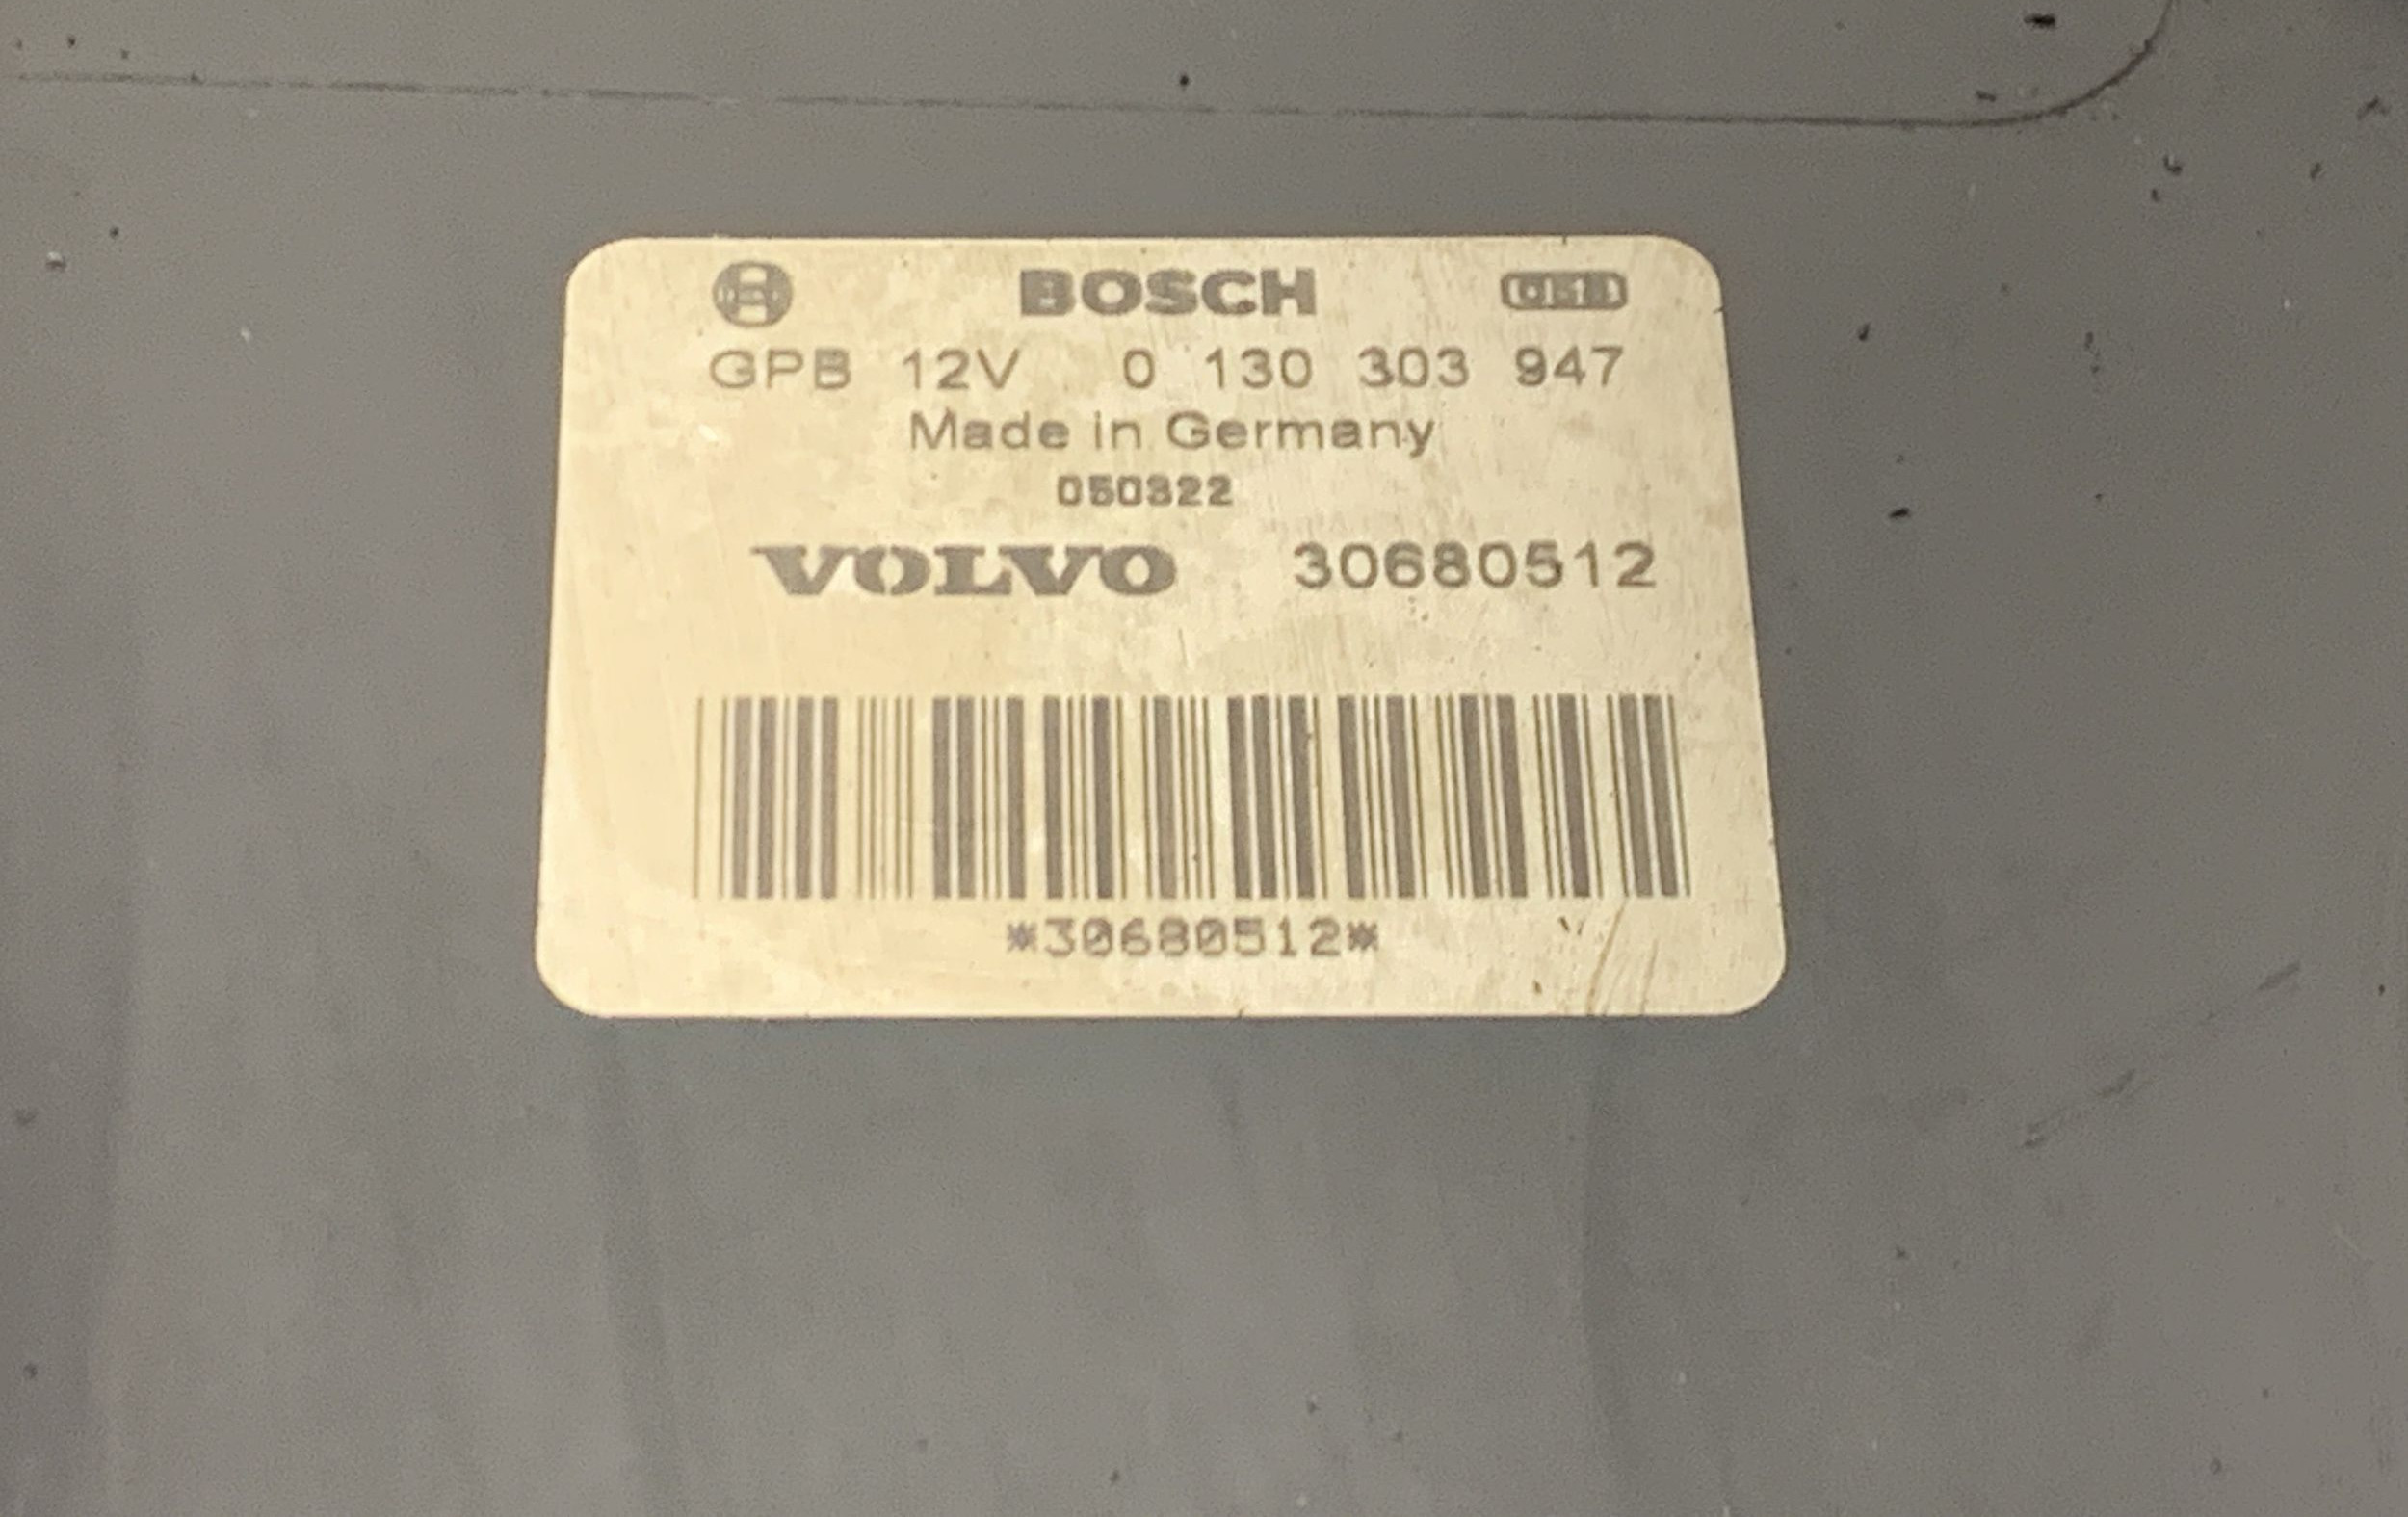 BOSCH
GPB 12V 0 130 303 947
Made in Germany
050322
VOLVO 30680512
*30680512*